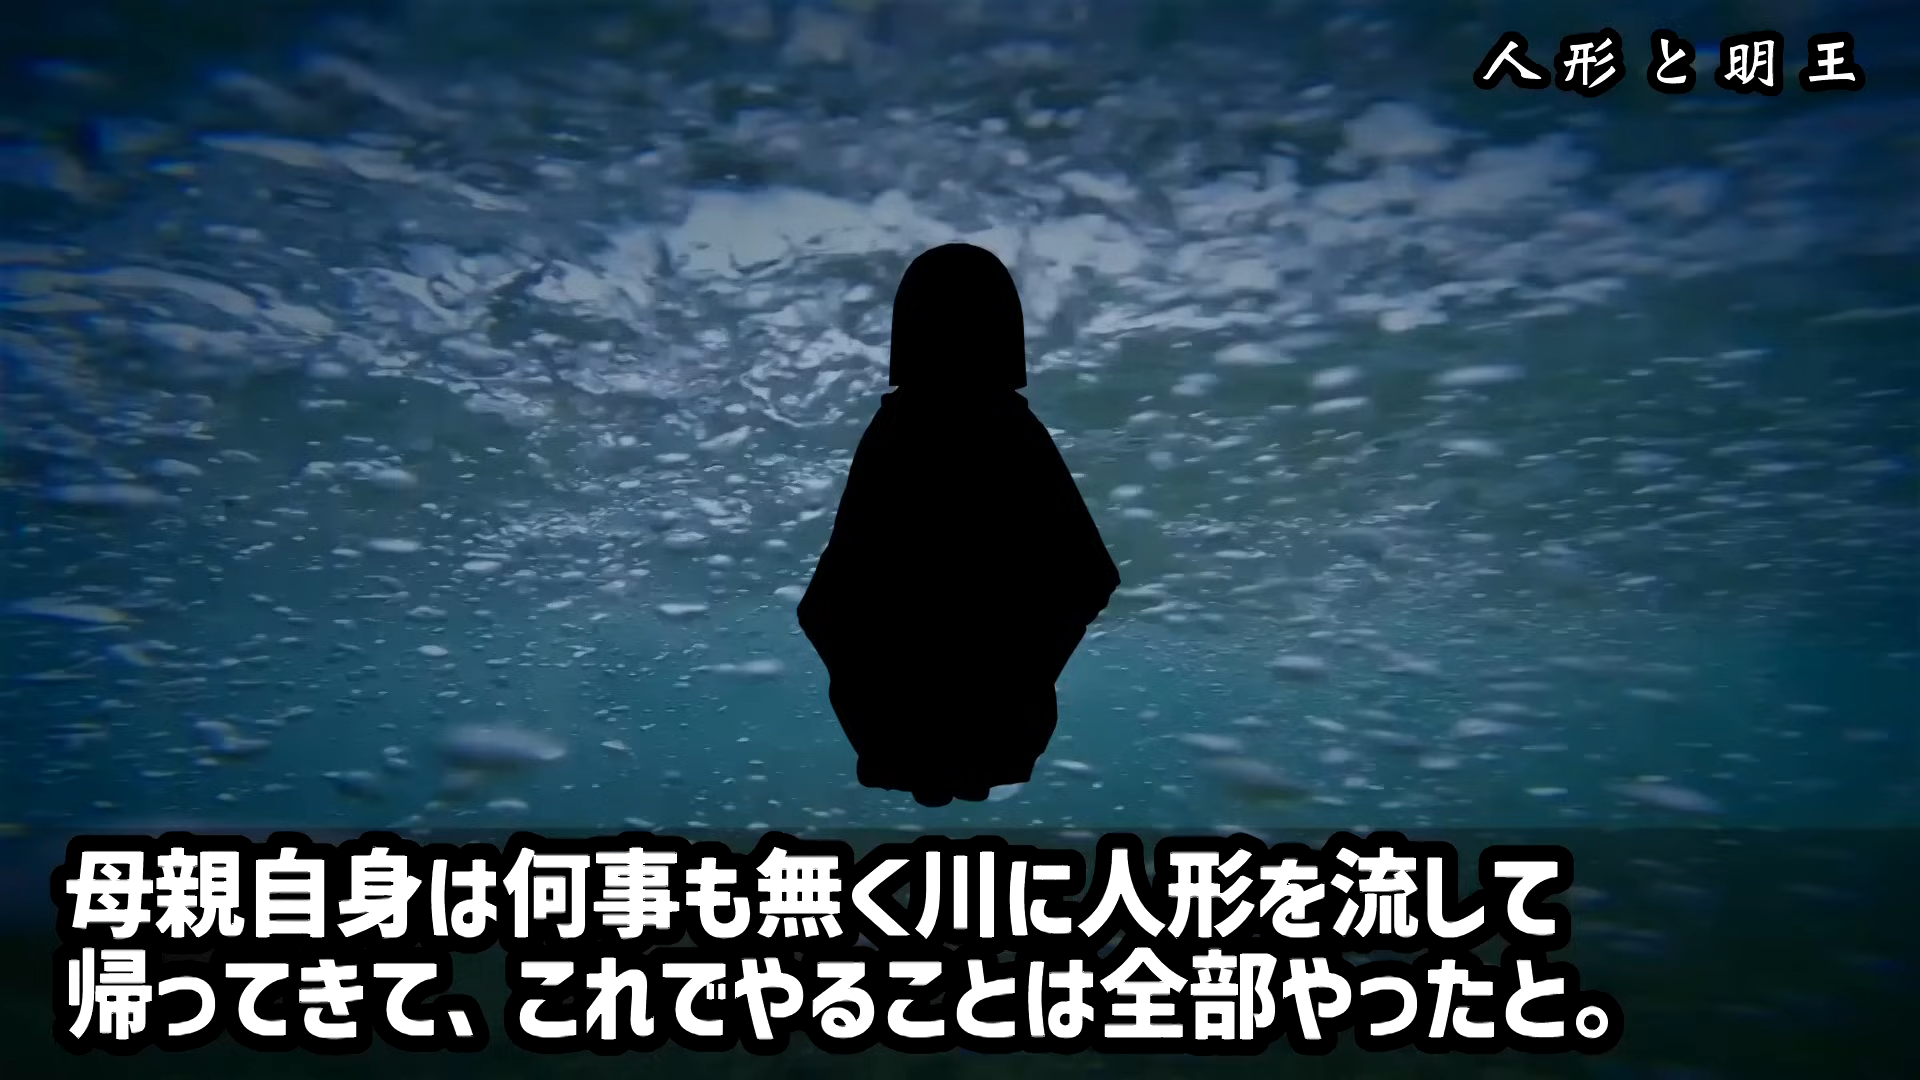 人形と明王
母親自身は何事も無く川に人形を流して
帰ってきて、これでやることは全部やったと。